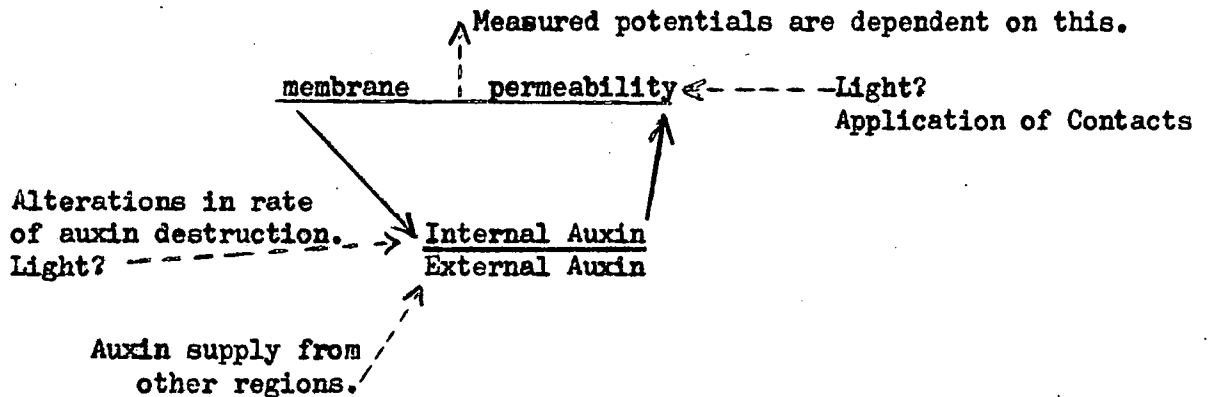 Measured potentials are dependent on this.
membrane permeability
Light?
Application of Contacts
Alterations in rate
of auxin destruction.
Light?
Internal Auxin
External Auxin
Auxin supply from
other regions.